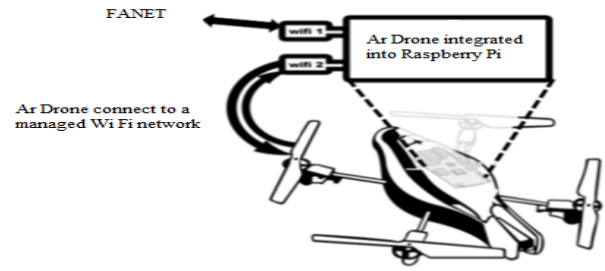 FANET
wifi 1
Ar Drone integrated
into Raspberry Pi
wifi 2
Ar Drone connect to a
managed Wi Fi network